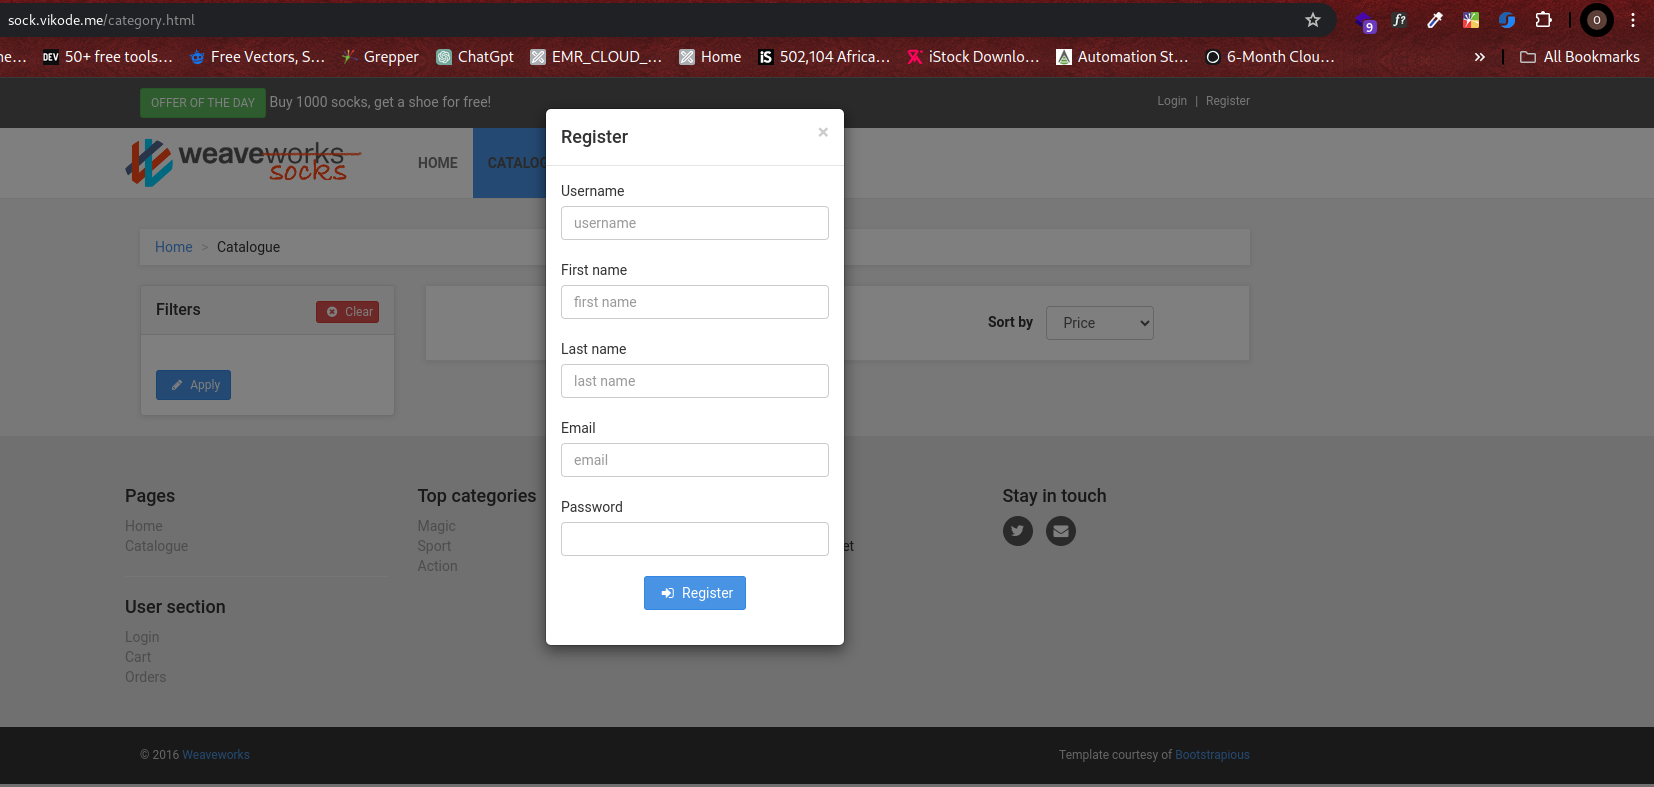 sock.vikode.me/category.html
9
f?
O
ne...
DEV 50+ free tools...
Free Vectors, S...
Grepper
ChatGpt
EMR_CLOUD_...
Home
iS 502,104 Africa...
iStock Downlo...
Automation St...
6-Month Clou...
»
All Bookmarks
OFFER OF THE DAY Buy 1000 socks, get a shoe for free!
Login | Register
weaveworks
socks
HOME
CATALOG
Register
×
Username
username
First name
first name
Last name
last name
Email
email
Password
Register
Home > Catalogue
Filters
Clear
Apply
Sort by Price
Pages
Home
Catalogue
User section
Login
Cart
Orders
Top categories
Magic
Sport
Action
et
Stay in touch
© 2016 Weaveworks
Template courtesy of Bootstrapious